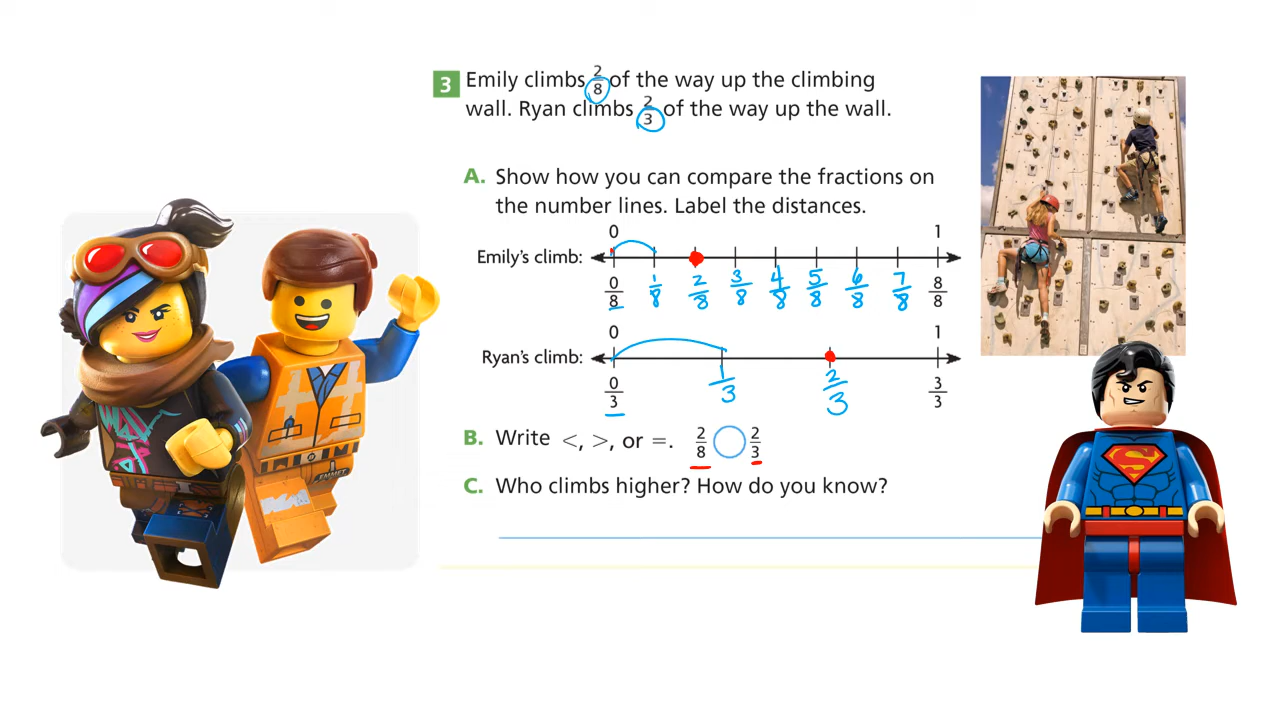 3 Emily climbs 2/8 of the way up the climbing
wall. Ryan climbs 2/3 of the way up the wall.
A. Show how you can compare the fractions on
the number lines. Label the distances.
0 1
Emily's climb:
0/8 1/8 2/8 3/8 4/8 5/8 6/8 7/8 8/8
0 1
Ryan's climb:
0/3 1/3 2/3 3/3
B. Write <, >, or =. 2/8 ◯ 2/3
C. Who climbs higher? How do you know?
EMMET
S